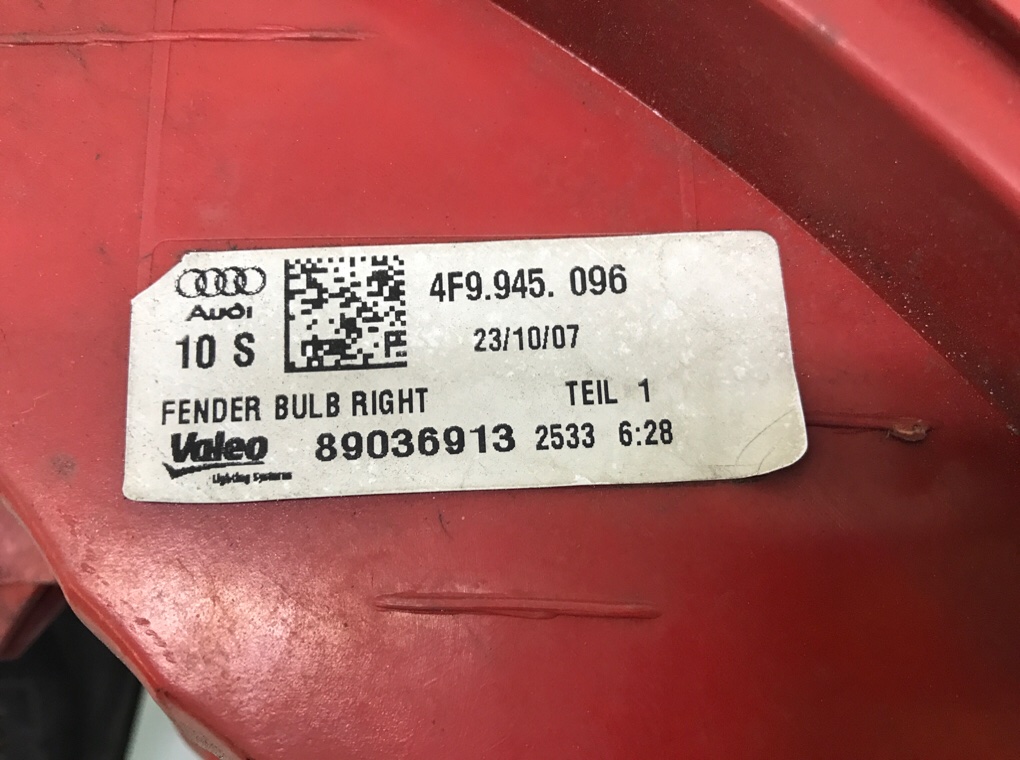 Audi
4F9.945. 096
10 S
23/10/07
FENDER BULB RIGHT
TEIL 1
Valeo
89036913 2533 6:28
Lighting Systems